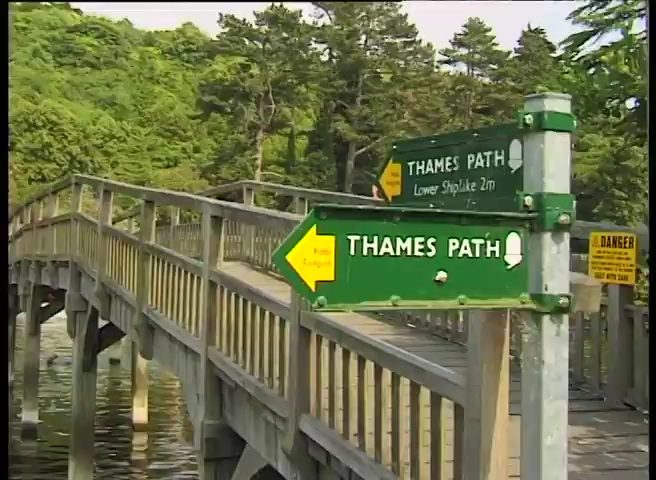 THAMES PATH
Lower Shiplake 2m
Public
Footpath
THAMES PATH
DANGER